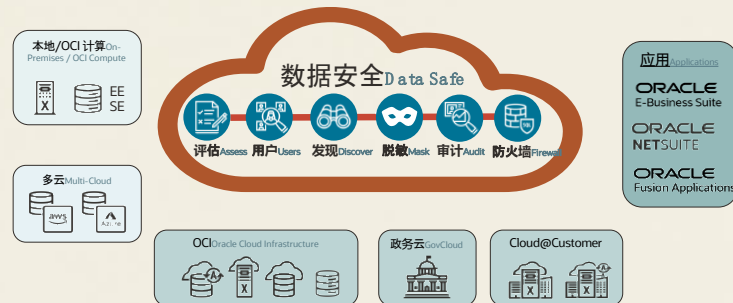 本地/OCI 计算On-
Premises / OCI Compute
X
EE
SE
多云Multi-Cloud
aws
Azure
数据安全Data Safe
评估Assess
用户Users
发现Discover
脱敏Mask
审计Audit
防火墙Firewall
应用Applications
ORACLE
E-Business Suite
ORACLE
NETSUITE
ORACLE
Fusion Applications
OCIOracle Cloud Infrastructure
A
X
政务云GovCloud
Cloud@Customer
X
X
A